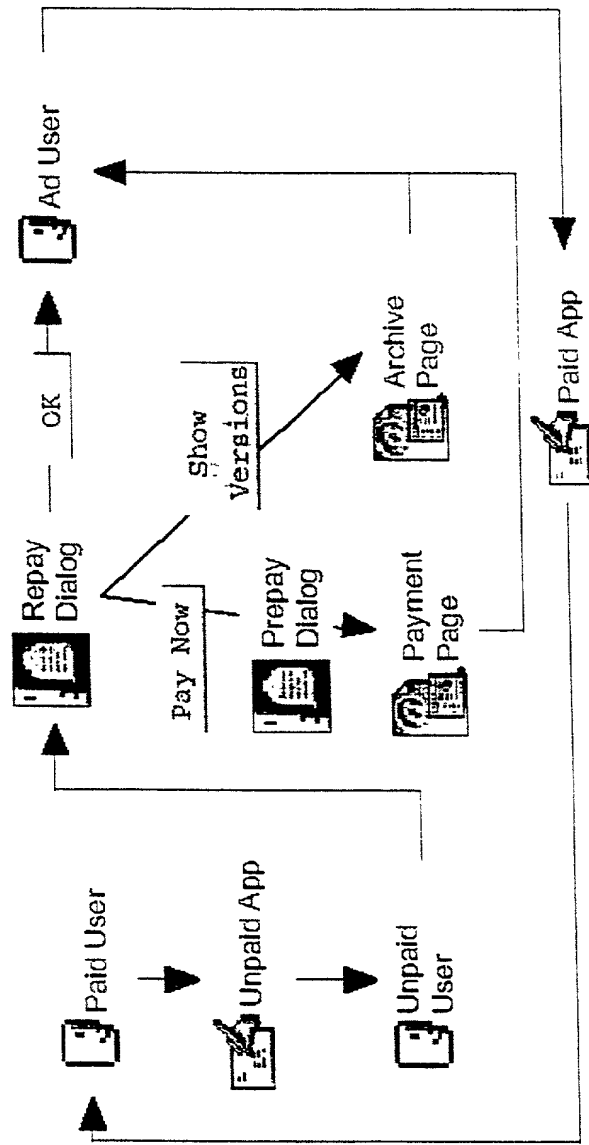 Paid User
Unpaid App
Unpaid
User
Repay
Dialog
OK
Pay Now
Show
Versions
Prepay
Dialog
Payment
Page
Archive
Page
Ad User
Paid App